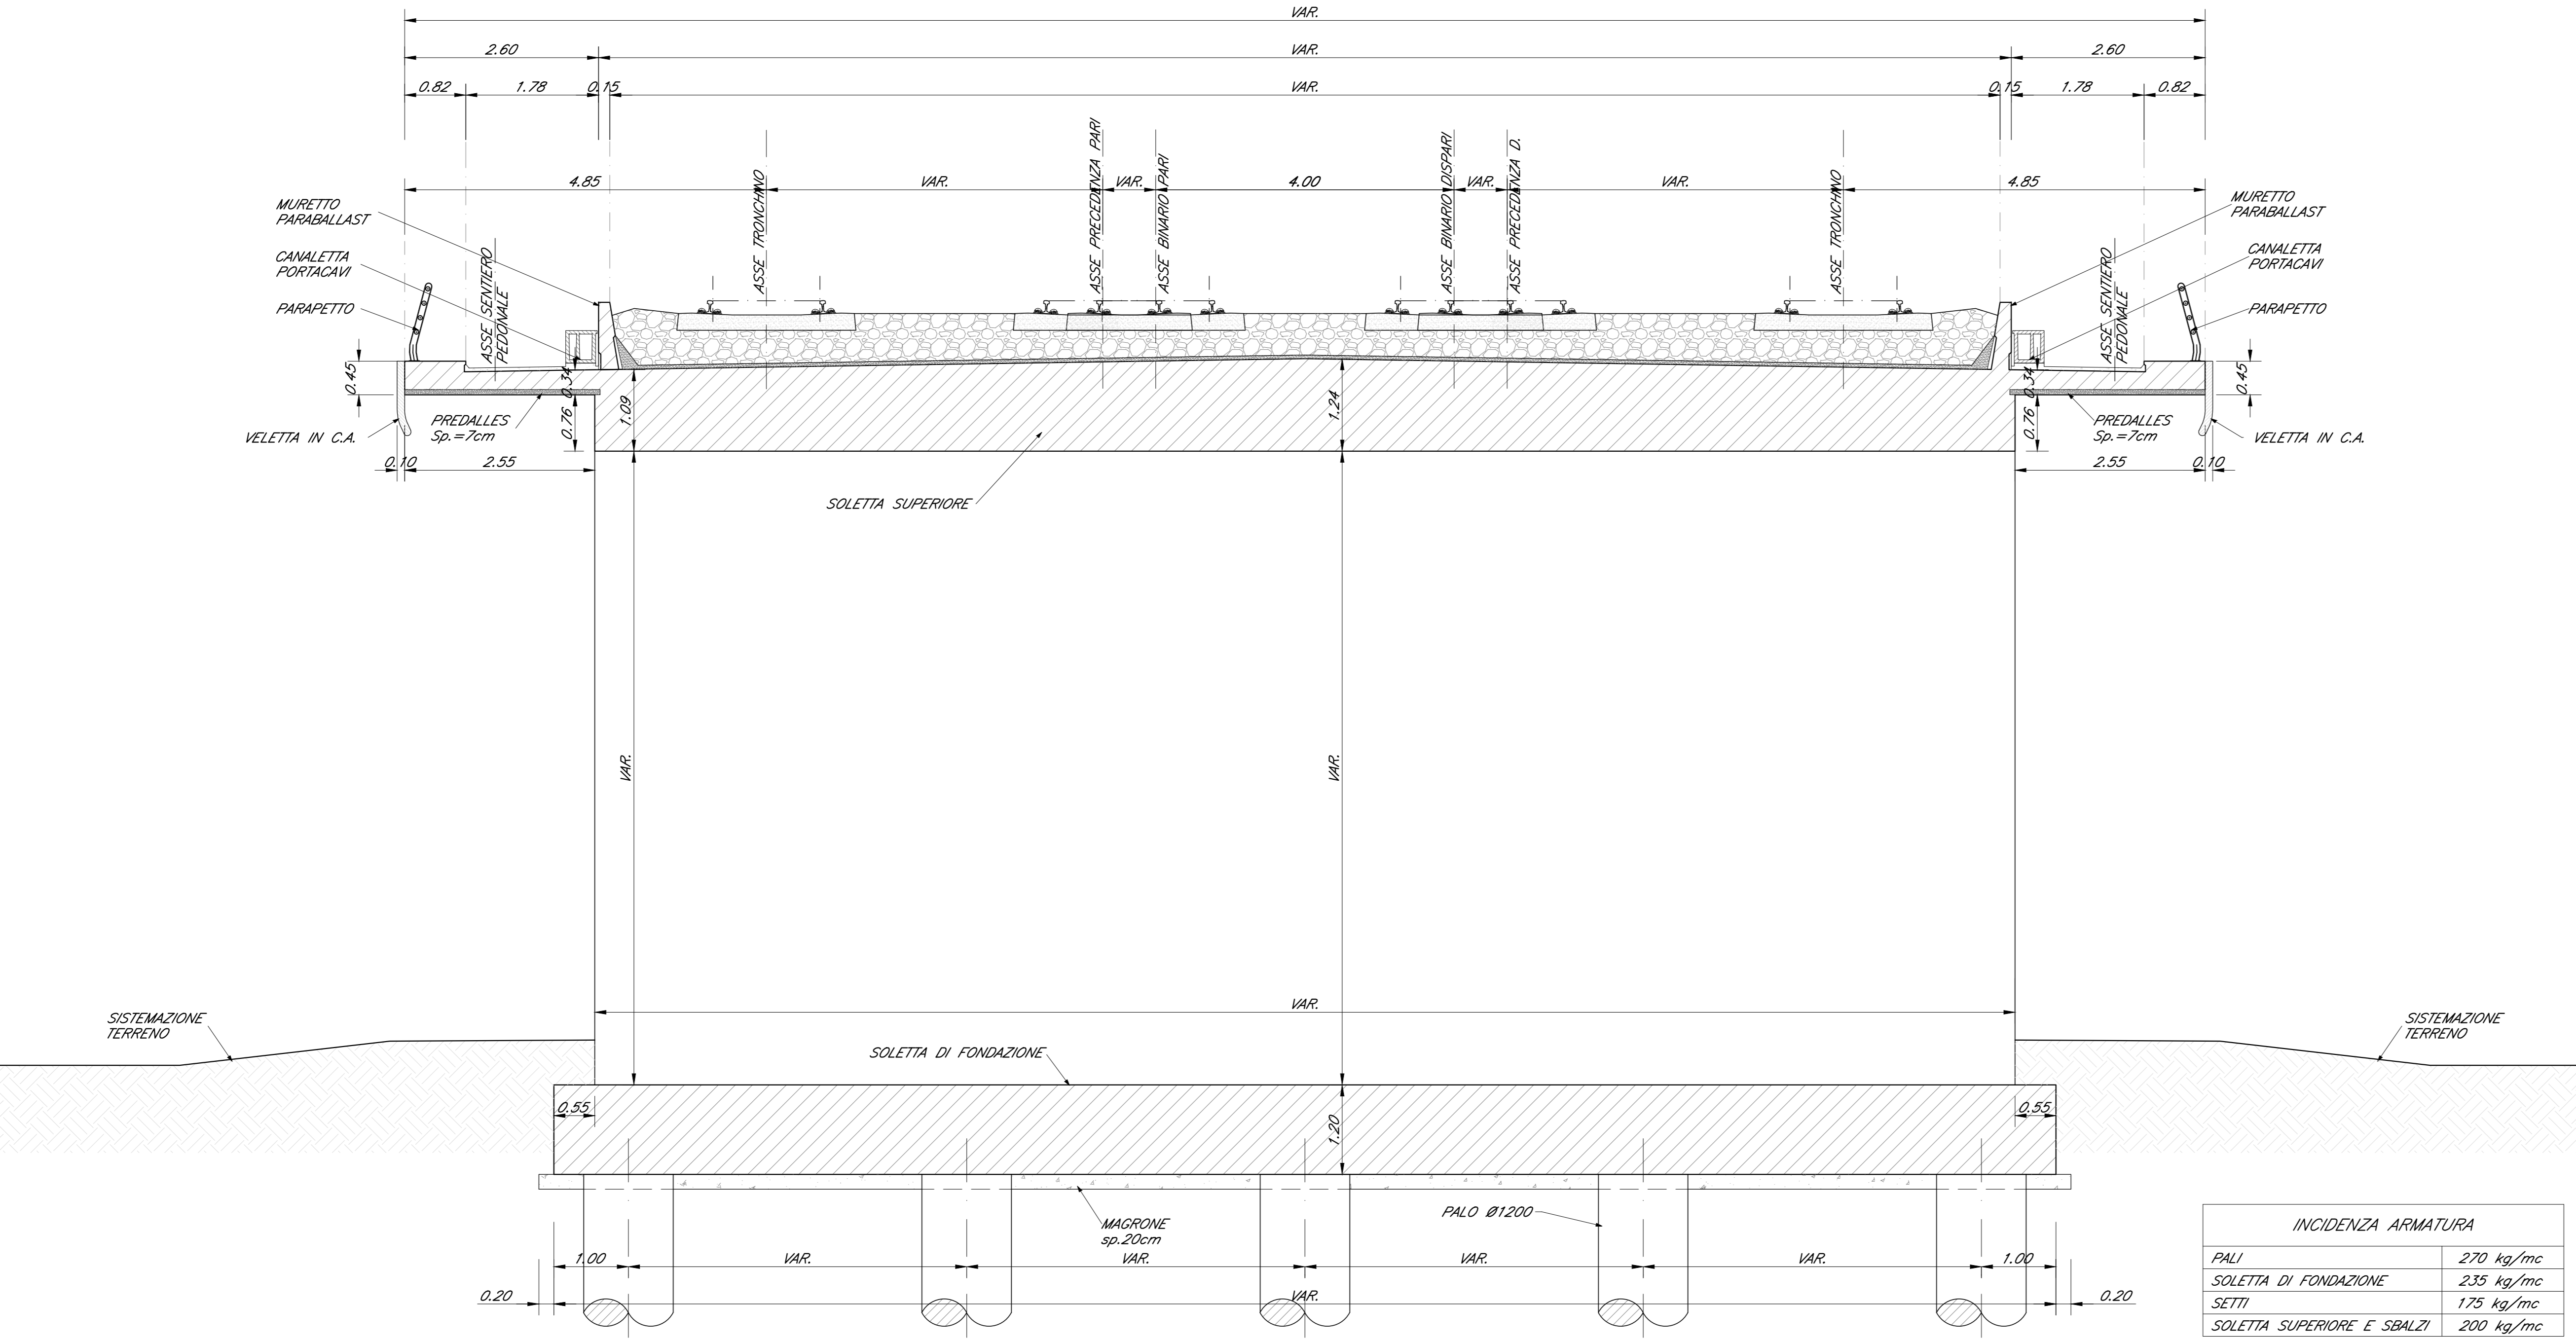 VAR.
2.60
VAR.
2.60
0.82
1.78
0.15
VAR.
0.15
1.78
0.82
4.85
VAR.
VAR.
4.00
VAR.
VAR.
4.85
ASSE TRONCHINO
ASSE PRECEDENZA PARI
ASSE BINARIO PARI
ASSE BINARIO DISPARI
ASSE PRECEDENZA D.
ASSE TRONCHINO
MURETTO
PARABALLAST
CANALETTA
PORTACAVI
PARAPETTO
ASSE SENTIERO
PEDONALE
MURETTO
PARABALLAST
CANALETTA
PORTACAVI
PARAPETTO
ASSE SENTIERO
PEDONALE
0.45
0.34
0.76
1.09
1.24
0.34
0.76
0.45
PREDALLES
Sp.=7cm
VELETTA IN C.A.
0.10
2.55
PREDALLES
Sp.=7cm
VELETTA IN C.A.
2.55
0.10
SOLETTA SUPERIORE
VAR.
VAR.
VAR.
SISTEMAZIONE
TERRENO
SISTEMAZIONE
TERRENO
SOLETTA DI FONDAZIONE
0.55
1.20
0.55
MAGRONE
sp.20cm
PALO Ø1200
1.00
VAR.
VAR.
VAR.
VAR.
1.00
0.20
VAR.
0.20
INCIDENZA ARMATURA
PALI 270 kg/mc
SOLETTA DI FONDAZIONE 235 kg/mc
SETTI 175 kg/mc
SOLETTA SUPERIORE E SBALZI 200 kg/mc